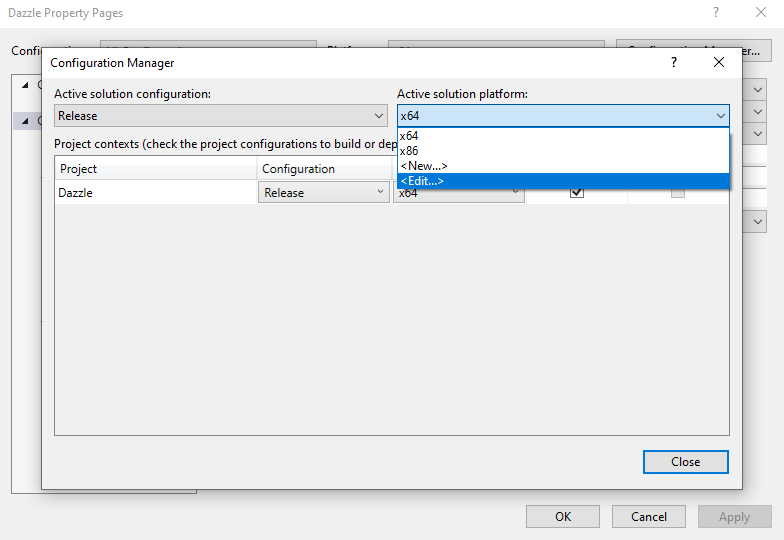 Dazzle Property Pages
Configuration Manager
Active solution configuration:
Active solution platform:
Release
x64
x64
x86
<New...>
<Edit...>
Project contexts (check the project configurations to build or dep
Project
Configuration
Dazzle
Release
x64
Close
OK
Cancel
Apply